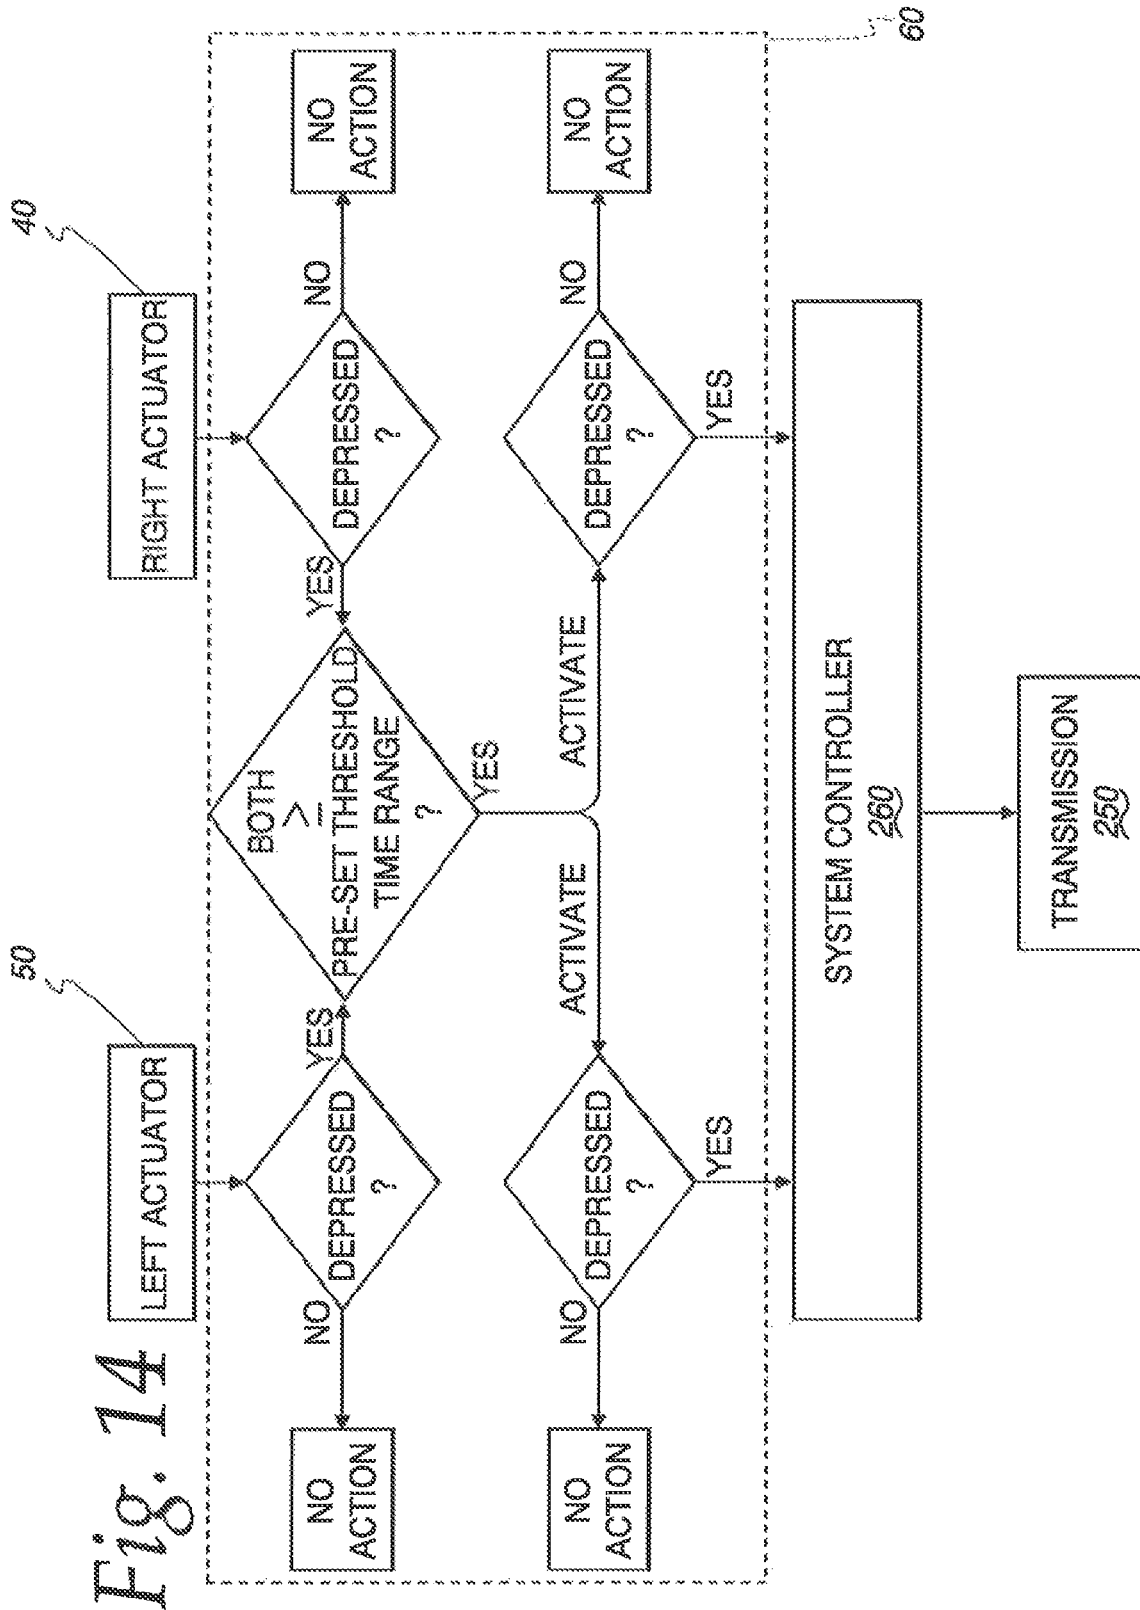 Fig. 14
50
40
LEFT ACTUATOR
RIGHT ACTUATOR
NO
ACTION
NO
DEPRESSED
?
YES
BOTH
≥
PRE-SET THRESHOLD
TIME RANGE
?
YES
YES
DEPRESSED
?
NO
NO
ACTION
NO
ACTION
NO
DEPRESSED
?
YES
ACTIVATE
ACTIVATE
DEPRESSED
?
YES
NO
NO
ACTION
60
SYSTEM CONTROLLER
260
TRANSMISSION
250